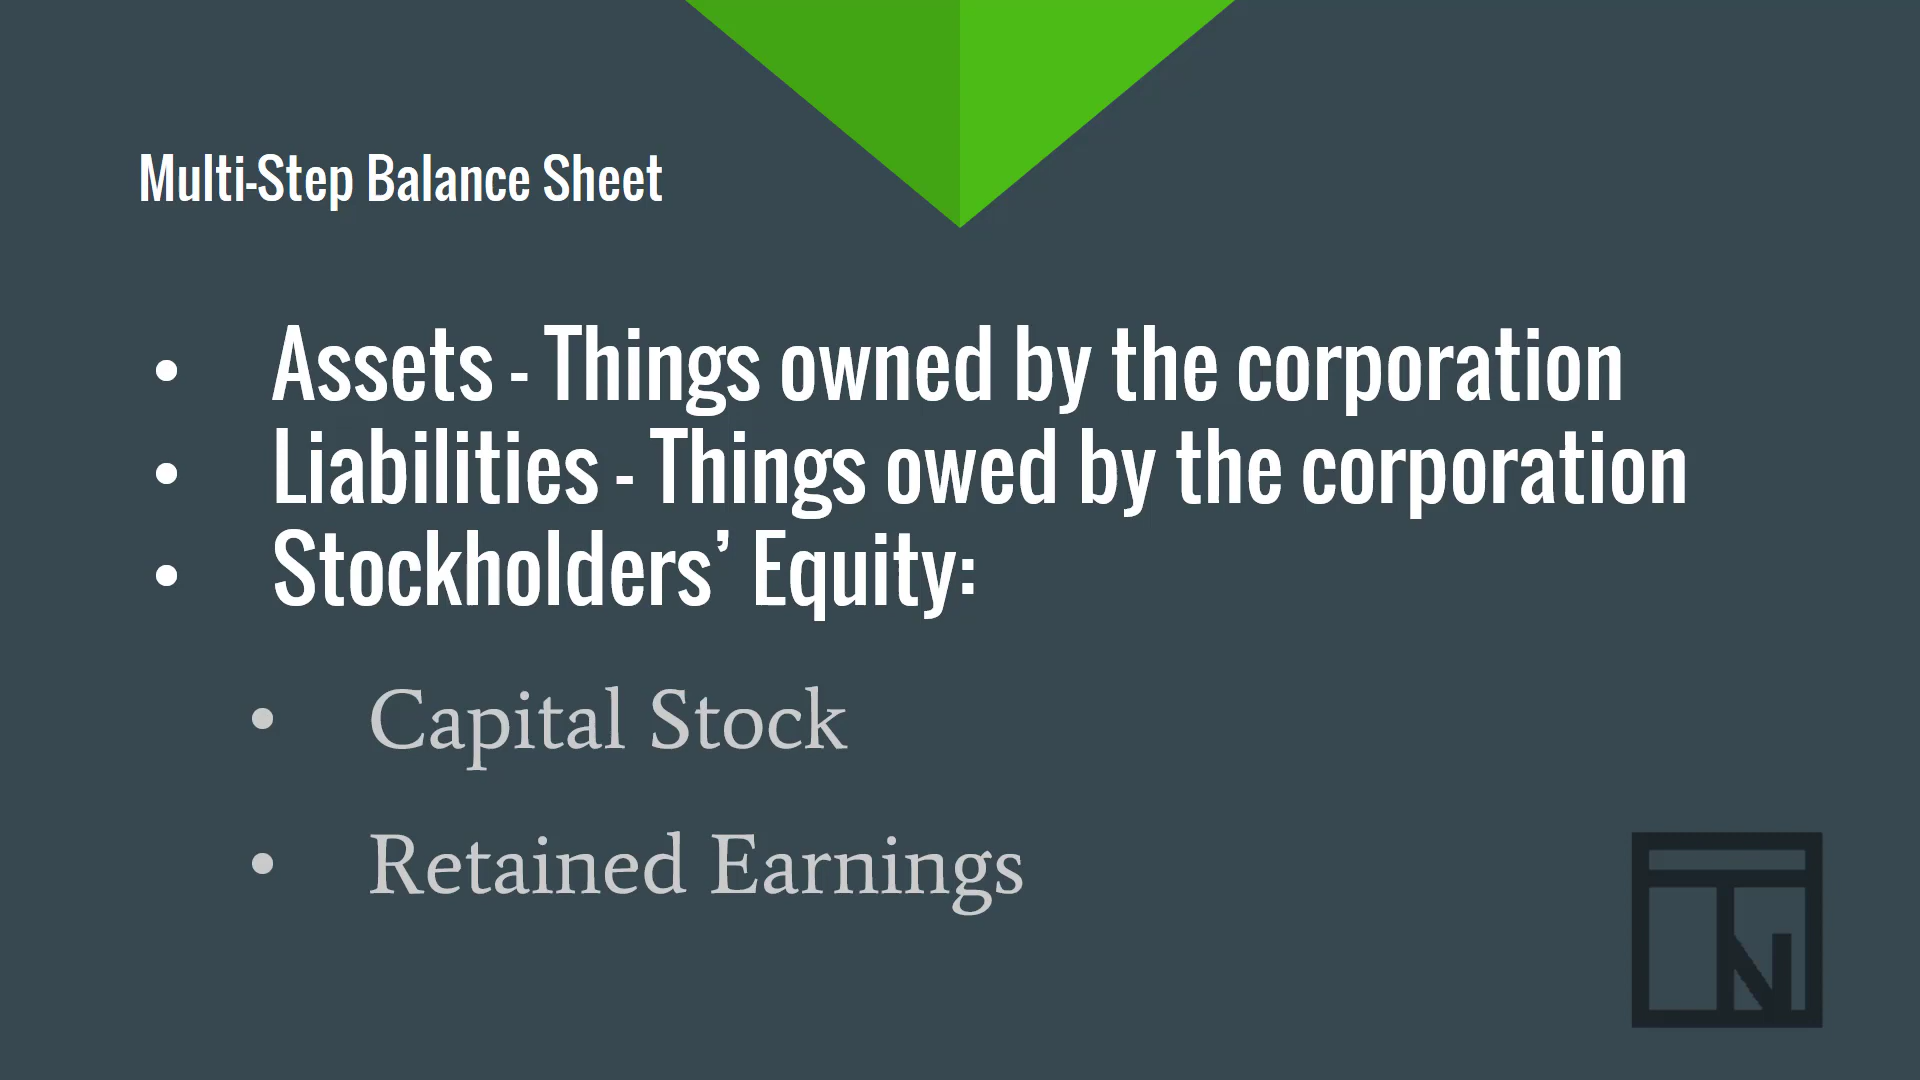 Multi-Step Balance Sheet
• Assets - Things owned by the corporation
• Liabilities - Things owed by the corporation
• Stockholders’ Equity:
• Capital Stock
• Retained Earnings
TN